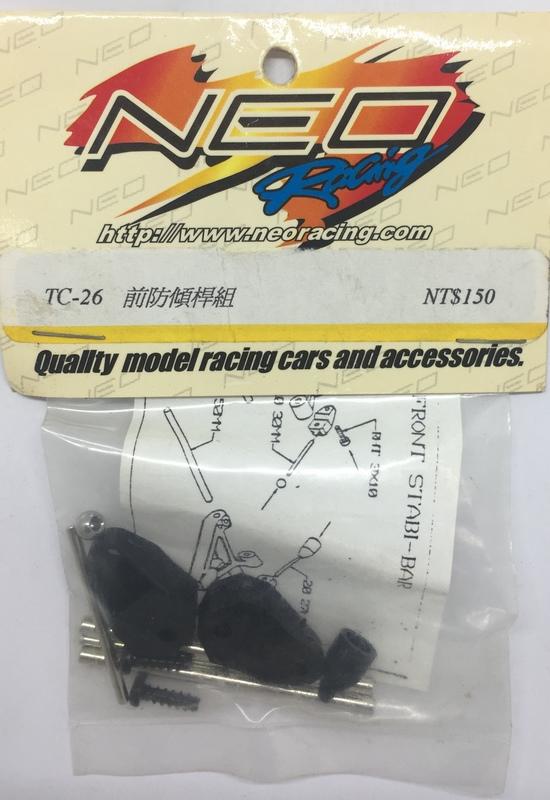 NEO
Racing
http://www.neoracing.com
TC-26 前防傾桿組 NT$150
Quality model racing cars and accessories.
FRONT STABI-BAR